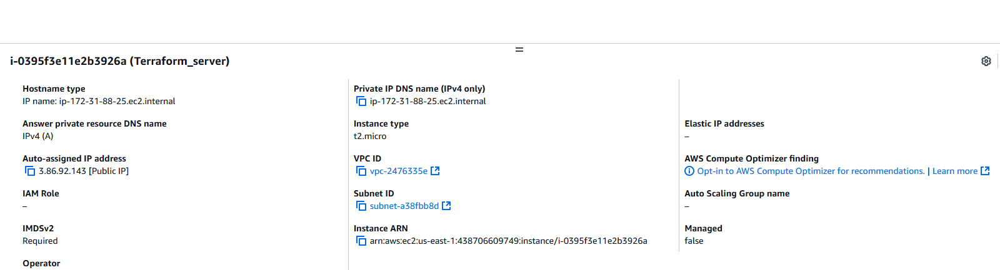 i-0395f3e11e2b3926a (Terraform_server)
Hostname type
IP name: ip-172-31-88-25.ec2.internal
Private IP DNS name (IPv4 only)
ip-172-31-88-25.ec2.internal
Answer private resource DNS name
IPv4 (A)
Instance type
t2.micro
Elastic IP addresses
–
Auto-assigned IP address
3.86.92.143 [Public IP]
VPC ID
vpc-2476335e
AWS Compute Optimizer finding
Opt-in to AWS Compute Optimizer for recommendations. | Learn more
IAM Role
–
Subnet ID
subnet-a38fbb8d
Auto Scaling Group name
–
IMDSv2
Required
Instance ARN
arn:aws:ec2:us-east-1:438706609749:instance/i-0395f3e11e2b3926a
Managed
false
Operator